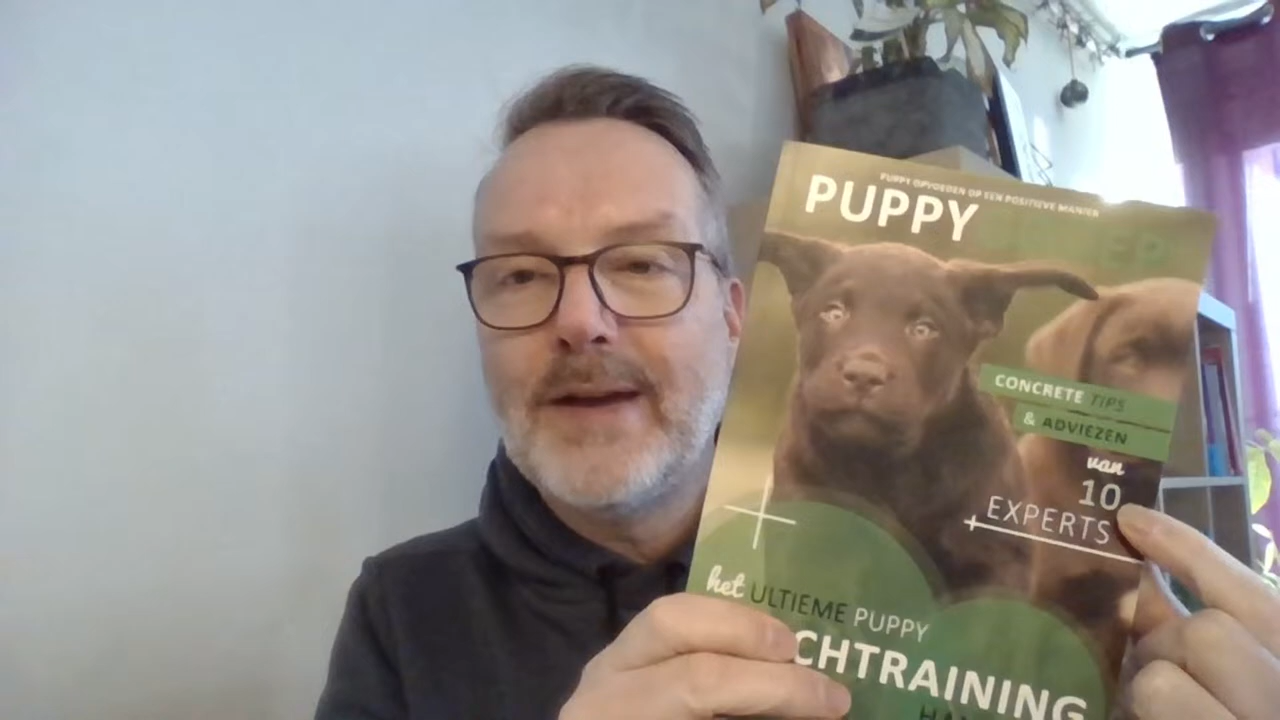 PUPPY OPVOEDEN OP EEN POSITIEVE MANIER
PUPPY
CONCRETE TIPS
& ADVIEZEN
van
10
EXPERTS
het ULTIEME PUPPY
CHTRAINING